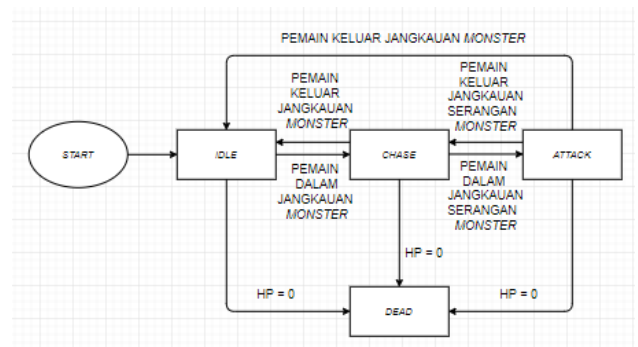 PEMAIN KELUAR JANGKAUAN MONSTER
PEMAIN
KELUAR
JANGKAUAN
MONSTER
PEMAIN
KELUAR
JANGKAUAN
SERANGAN
MONSTER
START
IDLE
CHASE
ATTACK
PEMAIN
DALAM
JANGKAUAN
MONSTER
PEMAIN
DALAM
JANGKAUAN
SERANGAN
MONSTER
HP = 0
HP = 0
HP = 0
DEAD